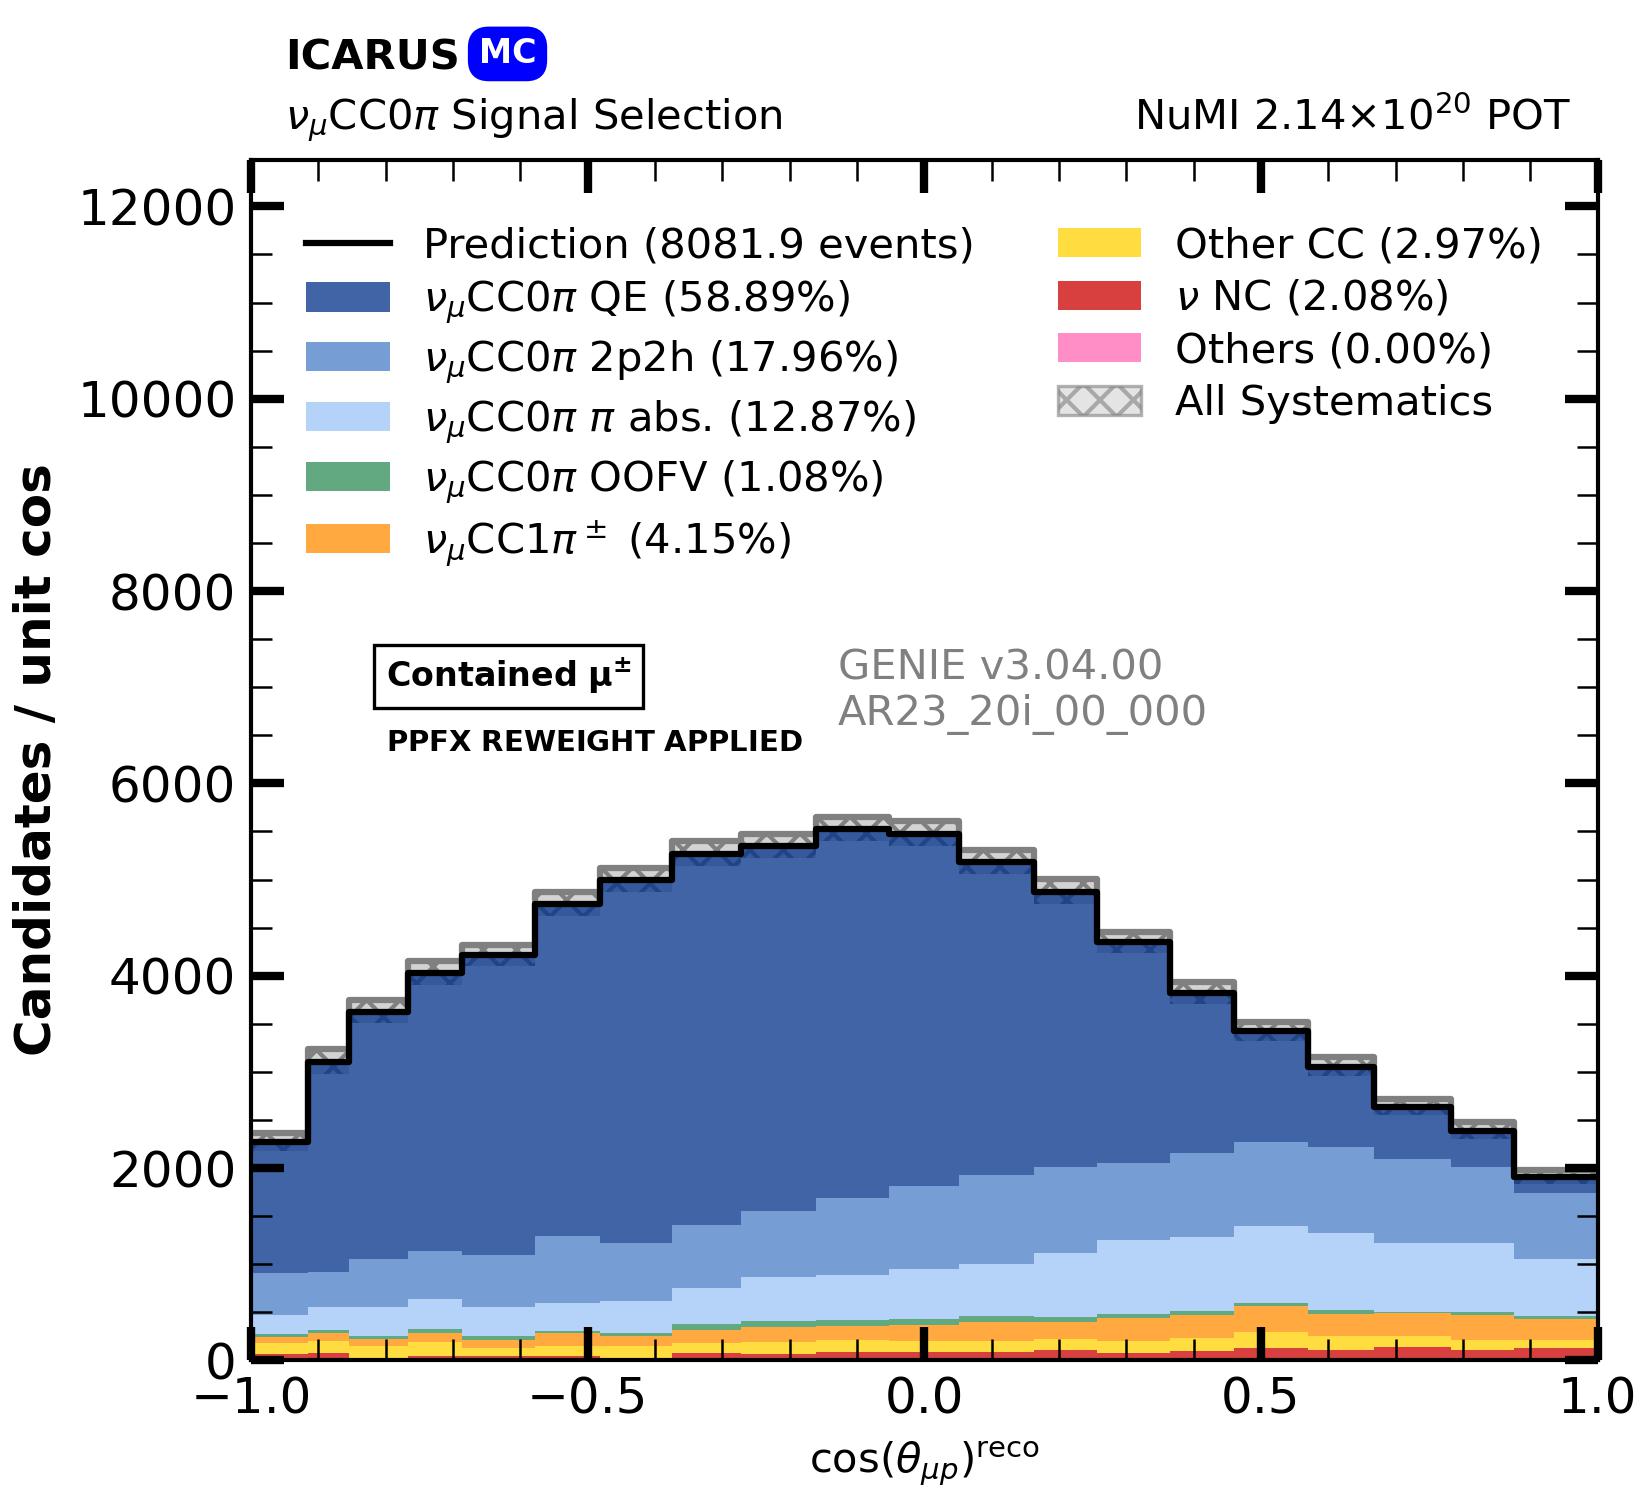 ICARUS MC
νμCC0π Signal Selection
NuMI 2.14×10²⁰ POT
12000
10000
8000
6000
4000
2000
0
Candidates / unit cos
Prediction (8081.9 events)
νμCC0π QE (58.89%)
νμCC0π 2p2h (17.96%)
νμCC0π π abs. (12.87%)
νμCC0π OOFV (1.08%)
νμCC1π± (4.15%)
Other CC (2.97%)
ν NC (2.08%)
Others (0.00%)
All Systematics
Contained μ±
PPFX REWEIGHT APPLIED
GENIE v3.04.00
AR23_20i_00_000
−1.0 −0.5 0.0 0.5 1.0
cos(θμp)reco